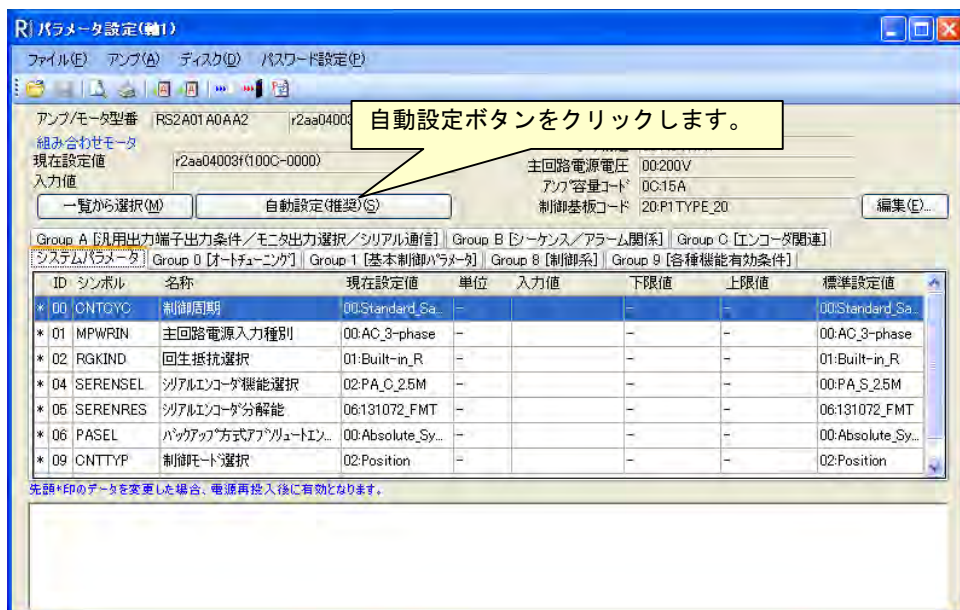 パラメータ設定(軸1)
ファイル(F) アンプ(A) ディスク(D) パスワード設定(P)
アンプ/モータ型番 RS2A01A0AA2 r2aa04003
自動設定ボタンをクリックします。
組み合わせモータ
現在設定値 r2aa04003f(100C-0000)
主回路電源電圧 00:200V
入力値
アンプ容量コード 0C:15A
一覧から選択(M) 自動設定(推奨)(S) 制御基板コード 20:P1TYPE_20 編集(E)...
Group A [汎用出力端子出力条件/モニタ出力選択/シリアル通信] Group B [シーケンス/アラーム関係] Group C [エンコーダ関連]
システムパラメータ Group 0 [オートチューニング] Group 1 [基本制御パラメータ] Group 8 [制御系] Group 9 [各種機能有効条件]
ID シンボル 名称 現在設定値 単位 入力値 下限値 上限値 標準設定値
* 00 CNTCYC 制御周期 00:Standard_Sa... - - - 00:Standard_Sa...
* 01 MPWRIN 主回路電源入力種別 00:AC_3-phase - - - 00:AC_3-phase
* 02 RGKIND 回生抵抗選択 01:Built-in_R - - - 01:Built-in_R
* 04 SERENSEL シリアルエンコーダ機能選択 02:PA_C_2.5M - - - 00:PA_S_2.5M
* 05 SERENRES シリアルエンコーダ分解能 06:131072_FMT - - - 06:131072_FMT
* 06 PASEL バックアップ方式アブソリュートエン... 00:Absolute_Sy... - - - 00:Absolute_Sy...
* 09 CNTTYP 制御モード選択 02:Position - - - 02:Position
先頭*印のデータを変更した場合、電源再投入後に有効となります。